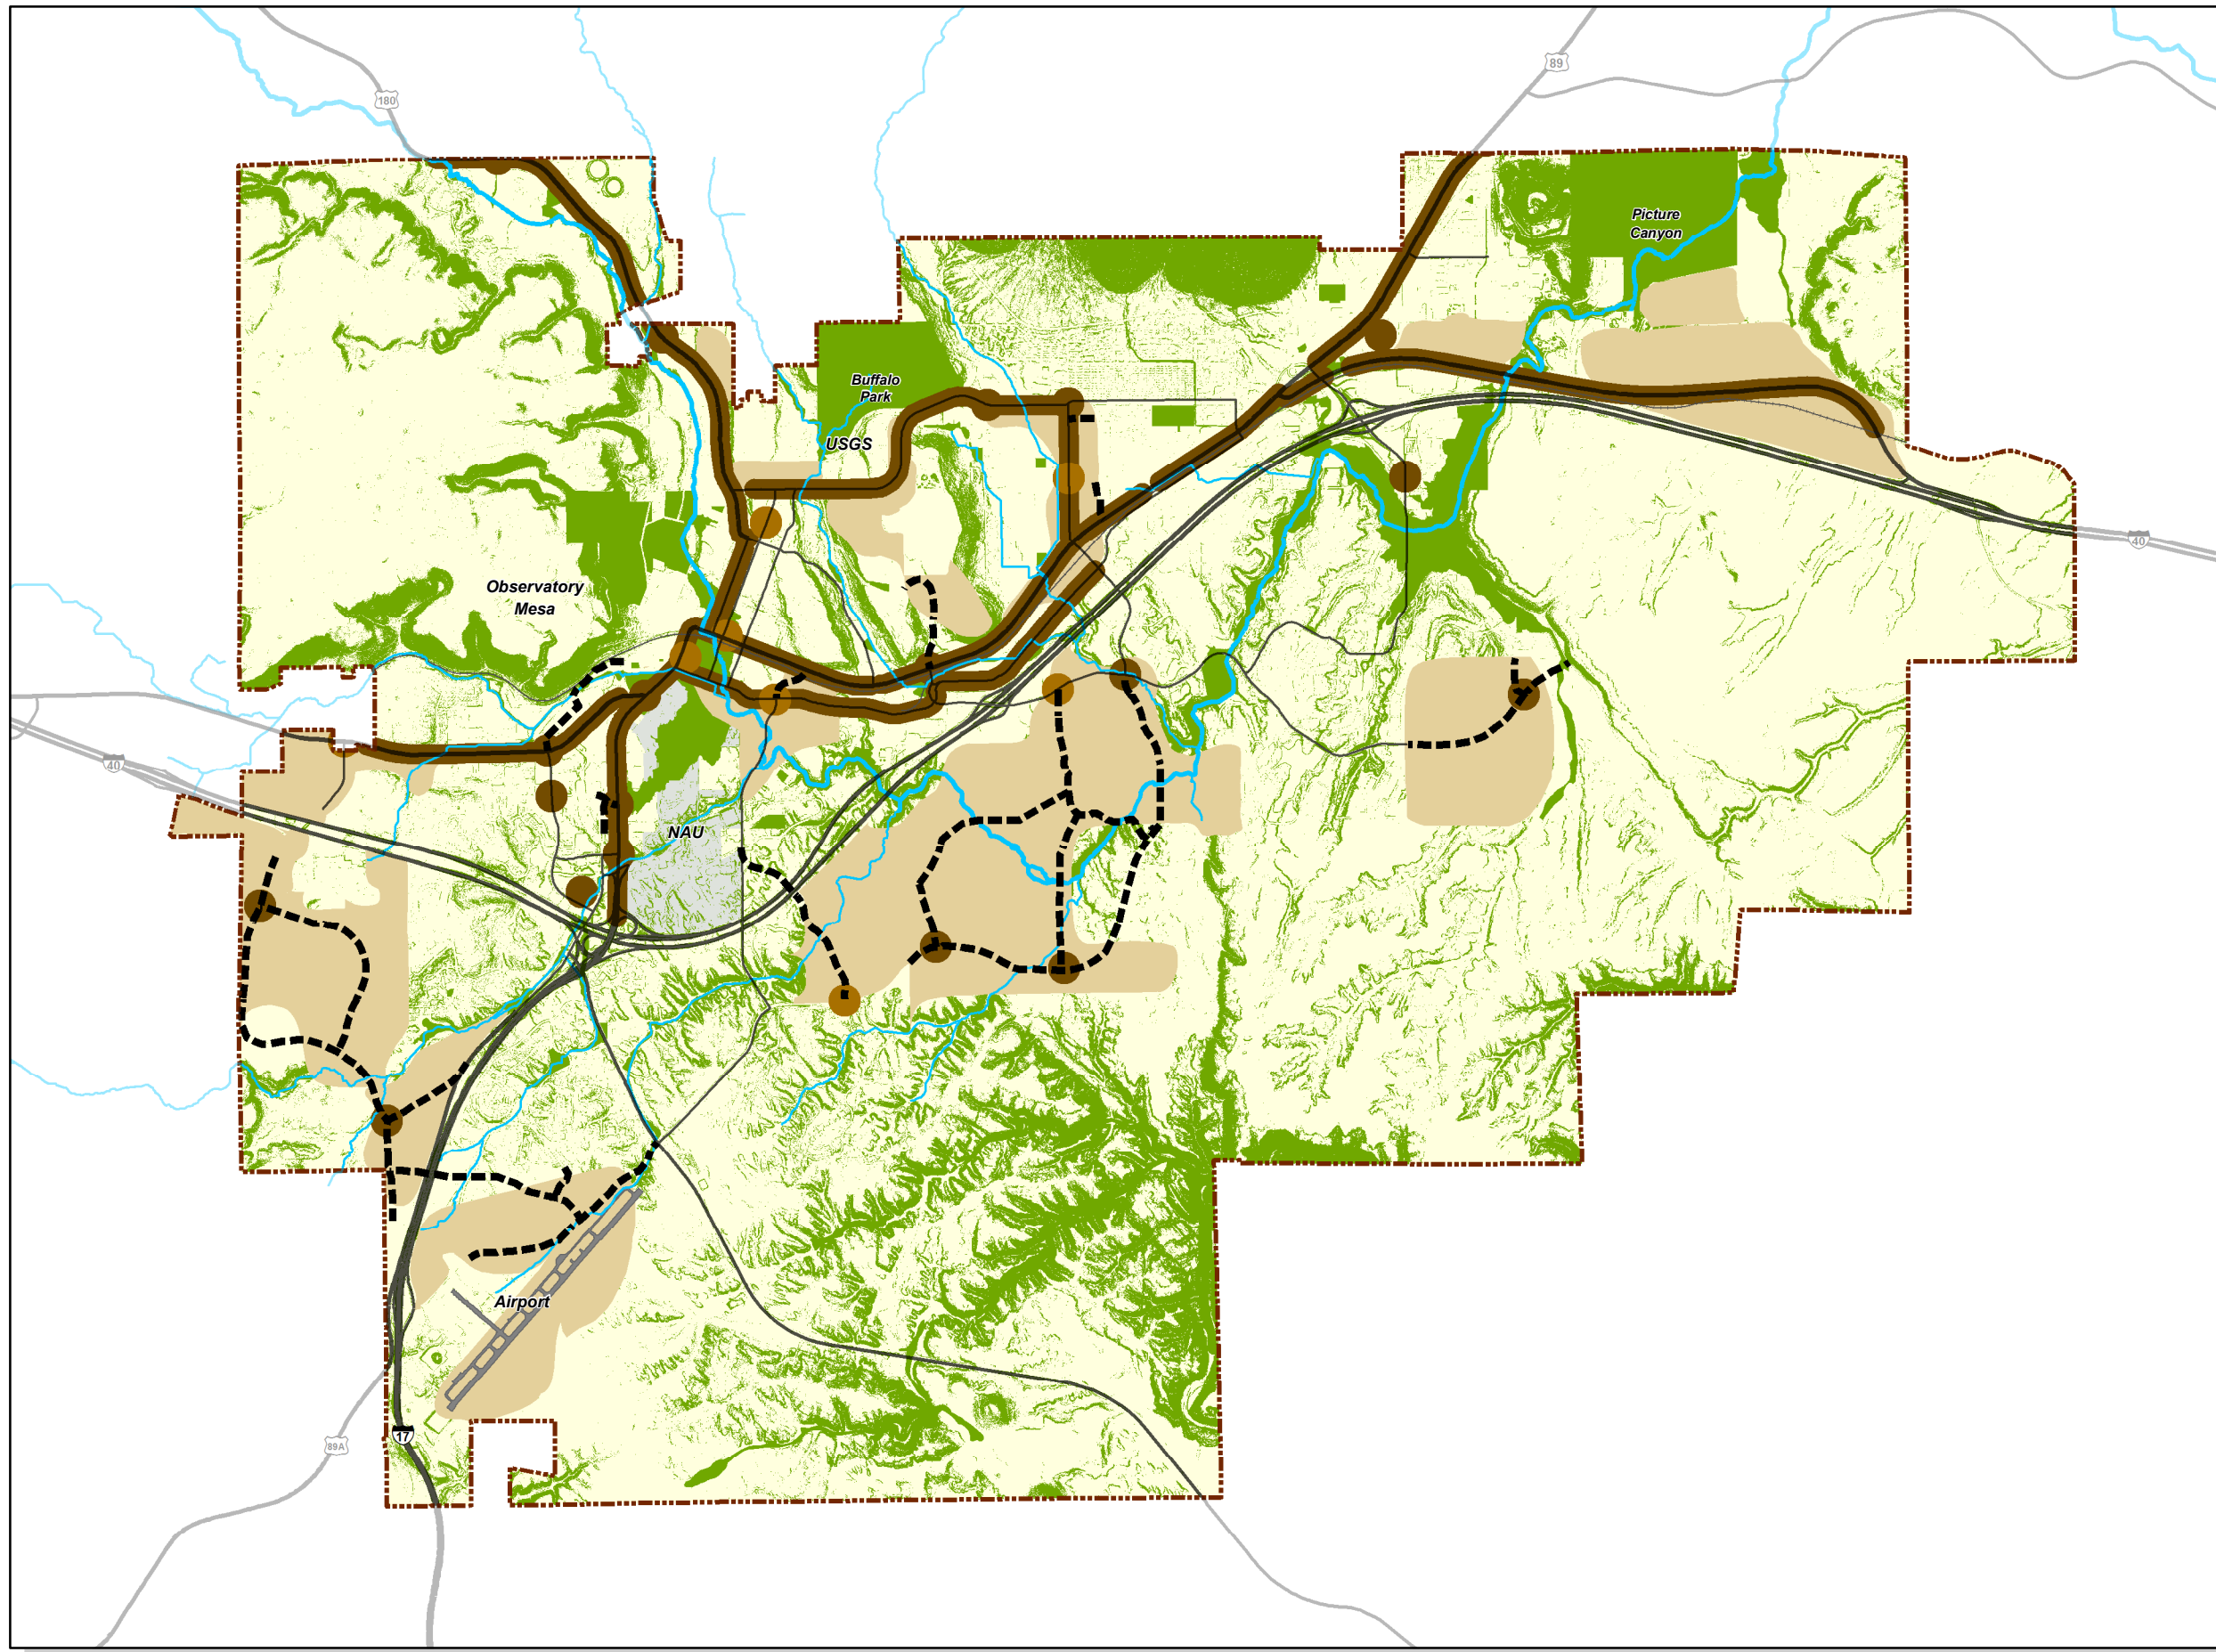 89
180
Picture
Canyon
Buffalo
Park
USGS
40
Observatory
Mesa
40
NAU
Airport
17
89A